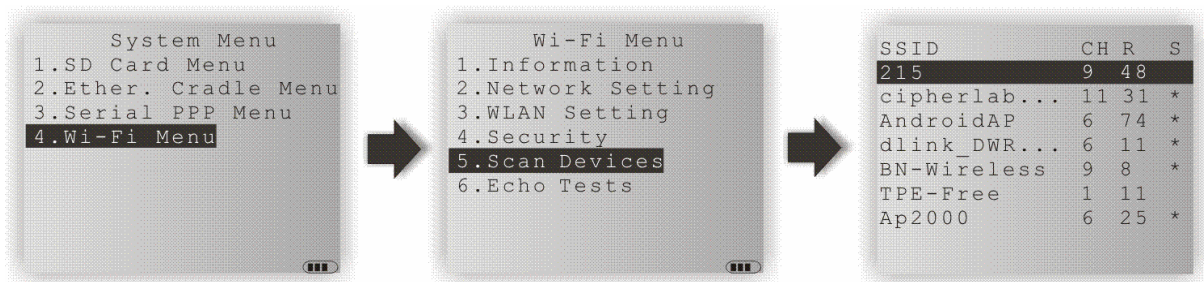 System Menu
1.SD Card Menu
2.Ether. Cradle Menu
3.Serial PPP Menu
4.Wi-Fi Menu
Wi-Fi Menu
1.Information
2.Network Setting
3.WLAN Setting
4.Security
5.Scan Devices
6.Echo Tests
SSID CH R S
215 9 48
cipherlab... 11 31 *
AndroidAP 6 74 *
dlink_DWR... 6 11 *
BN-Wireless 9 8 *
TPE-Free 1 11
Ap2000 6 25 *